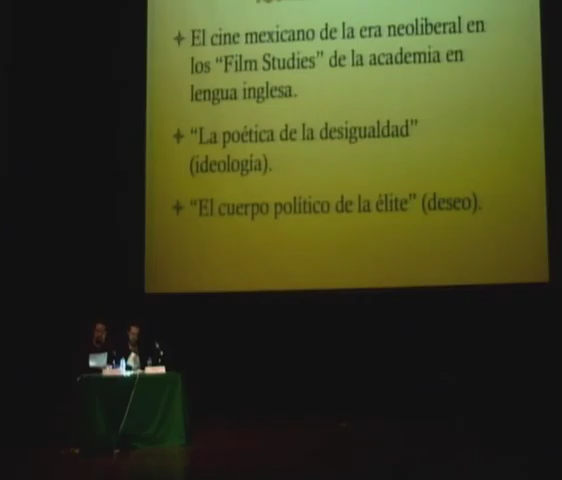 + El cine mexicano de la era neoliberal en
los “Film Studies” de la academia en
lengua inglesa.
+ “La poética de la desigualdad”
(ideología).
+ “El cuerpo político de la élite” (deseo).